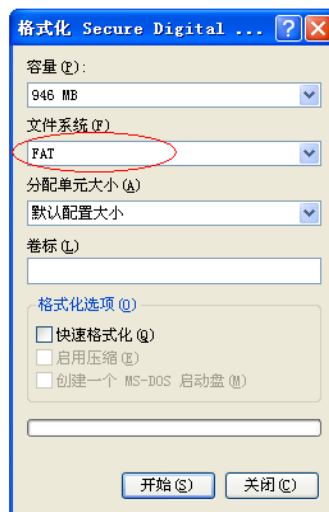 格式化 Secure Digital ...
容量(P):
946 MB
文件系统(F)
FAT
分配单元大小(A)
默认配置大小
卷标(L)
格式化选项(O)
快速格式化(Q)
启用压缩(E)
创建一个 MS-DOS 启动盘(M)
开始(S) 关闭(C)